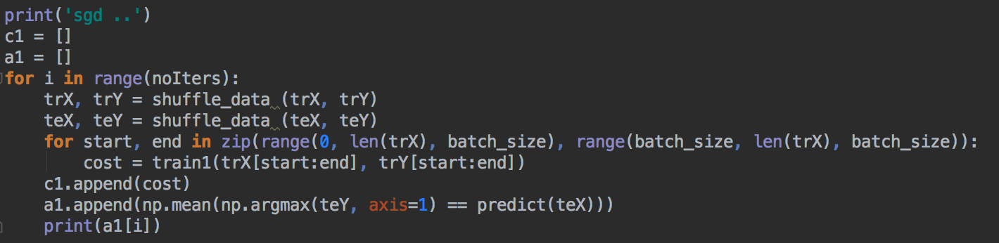 print('sgd ..')
c1 = []
a1 = []
for i in range(noIters):
    trX, trY = shuffle_data (trX, trY)
    teX, teY = shuffle_data (teX, teY)
    for start, end in zip(range(0, len(trX), batch_size), range(batch_size, len(trX), batch_size)):
        cost = train1(trX[start:end], trY[start:end])
    c1.append(cost)
    a1.append(np.mean(np.argmax(teY, axis=1) == predict(teX)))
    print(a1[i])